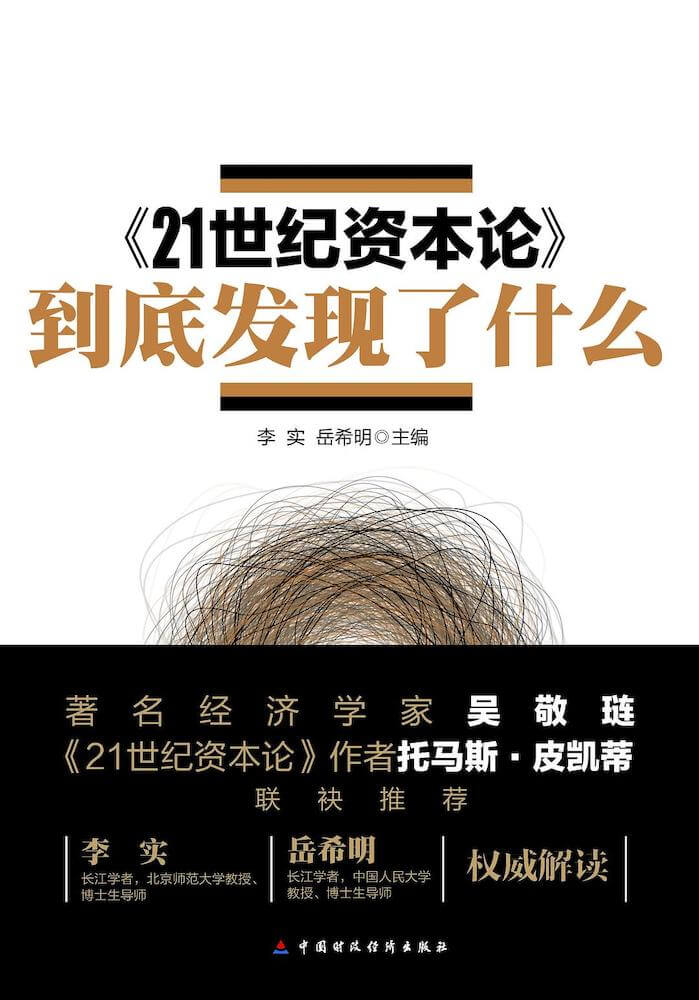 《21世纪资本论》
到底发现了什么
李 实 岳希明◎主编
著名经济学家 吴敬琏
《21世纪资本论》作者托马斯·皮凯蒂
联袂推荐
李 实
长江学者，北京师范大学教授、
博士生导师
岳希明
长江学者，中国人民大学
教授、博士生导师
权威解读
中国财政经济出版社